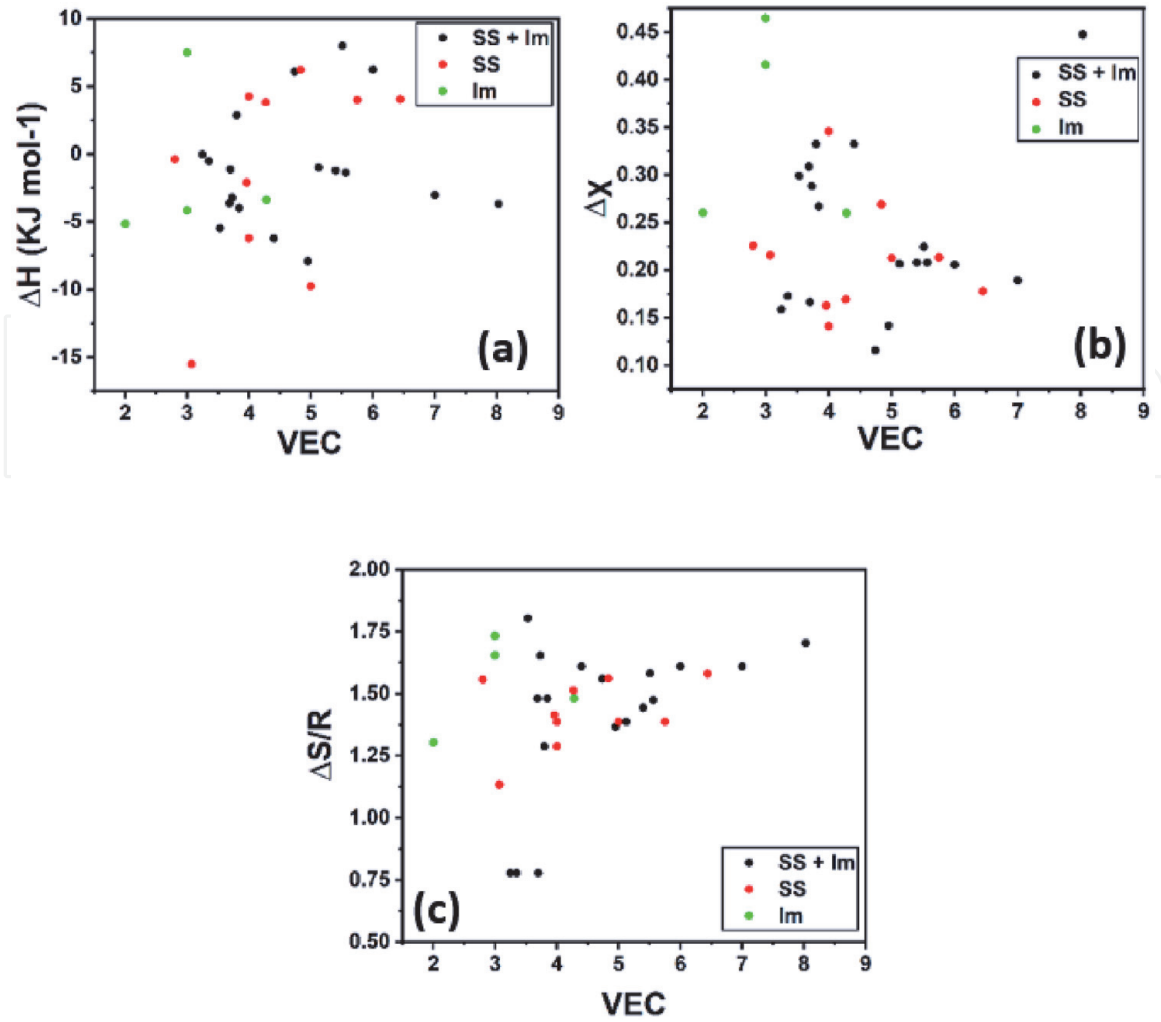 10
5
0
-5
-10
-15
ΔH (KJ mol-1)
SS + Im
SS
Im
(a)
2 3 4 5 6 7 8 9
VEC
0.45
0.40
0.35
0.30
0.25
0.20
0.15
0.10
ΔX
SS + Im
SS
Im
(b)
2 3 4 5 6 7 8 9
VEC
2.00
1.75
1.50
1.25
1.00
0.75
0.50
ΔS/R
SS + Im
SS
Im
(c)
2 3 4 5 6 7 8 9
VEC